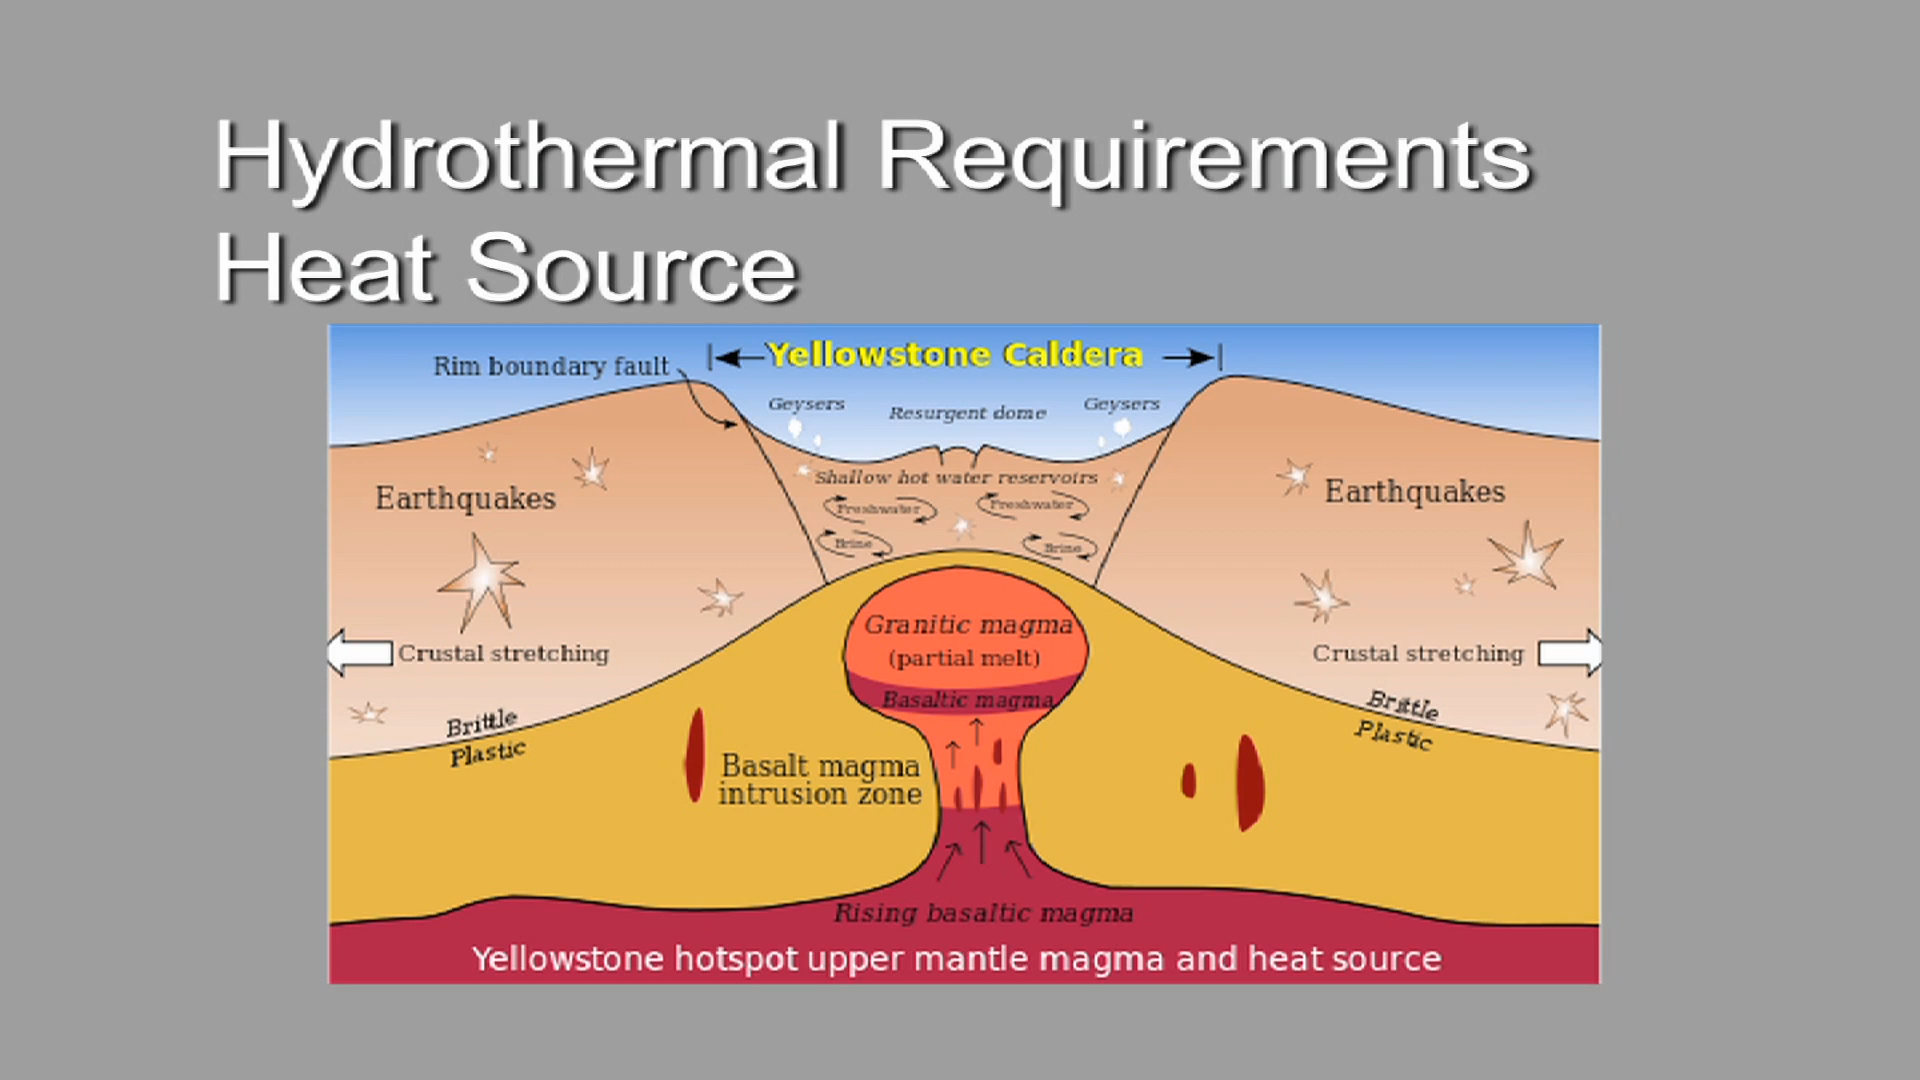 Hydrothermal Requirements
Heat Source
Yellowstone Caldera
Rim boundary fault
Geysers
Resurgent dome
Geysers
Shallow hot water reservoirs
Freshwater
Freshwater
Brine
Brine
Earthquakes
Earthquakes
Granitic magma
(partial melt)
Crustal stretching
Crustal stretching
Basaltic magma
Brittle
Plastic
Brittle
Plastic
Basalt magma
intrusion zone
Rising basaltic magma
Yellowstone hotspot upper mantle magma and heat source